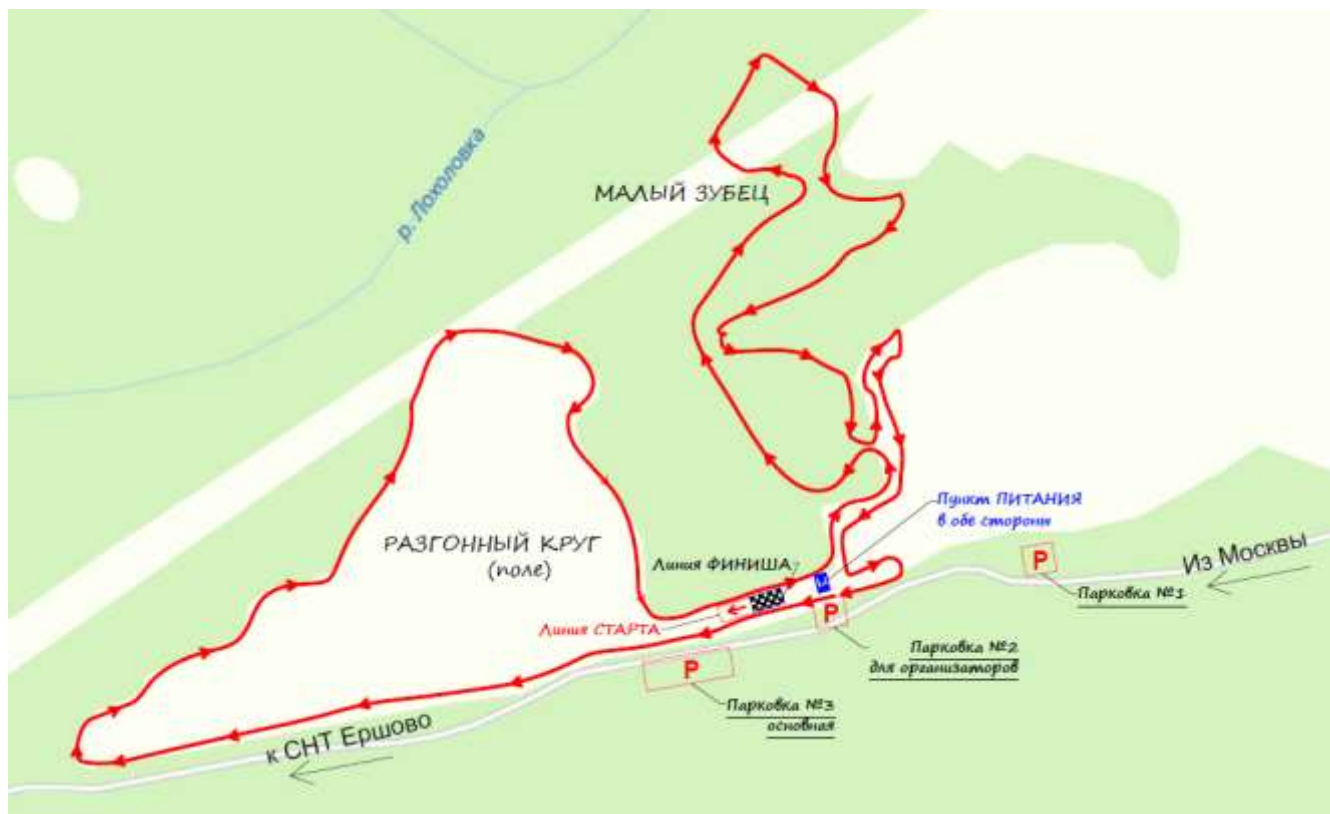 р. Лохоловка
МАЛЫЙ ЗУБЕЦ
РАЗГОННЫЙ КРУГ
(поле)
Пункт ПИТАНИЯ
в обе стороны
Линия ФИНИША
Из Москвы
P
Парковка №1
Линия СТАРТА
P
Парковка №2
для организаторов
P
Парковка №3
основная
к СНТ Ершово